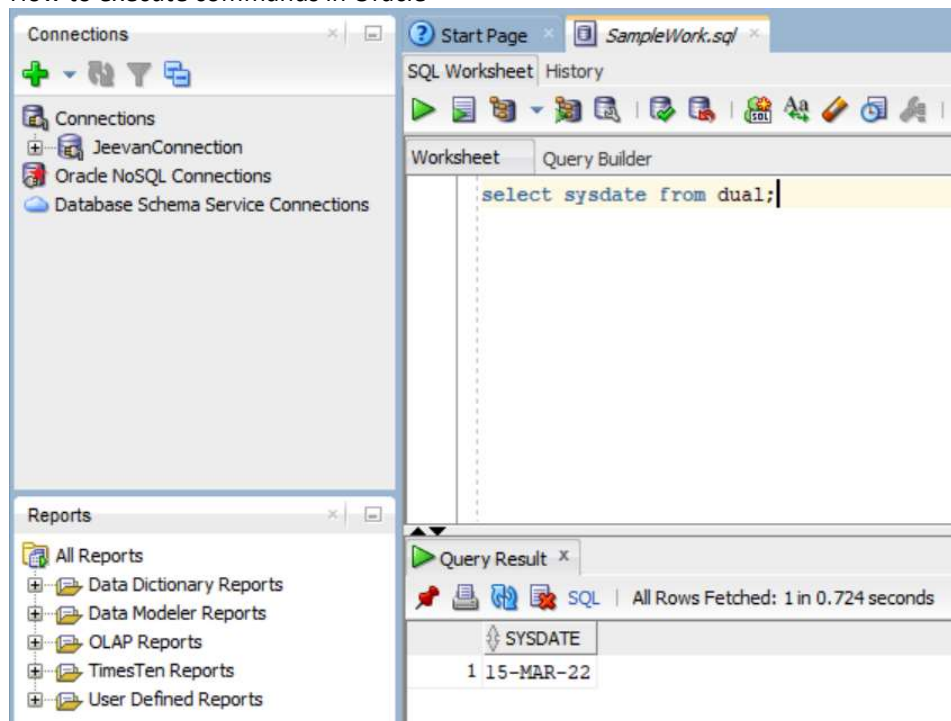 How to execute commands in Oracle
Connections
Connections
JeevanConnection
Oracle NoSQL Connections
Database Schema Service Connections
Reports
All Reports
Data Dictionary Reports
Data Modeler Reports
OLAP Reports
TimesTen Reports
User Defined Reports
Start Page
SampleWork.sql
SQL Worksheet History
Worksheet Query Builder
select sysdate from dual;
Query Result
SQL | All Rows Fetched: 1 in 0.724 seconds
SYSDATE
1 15-MAR-22